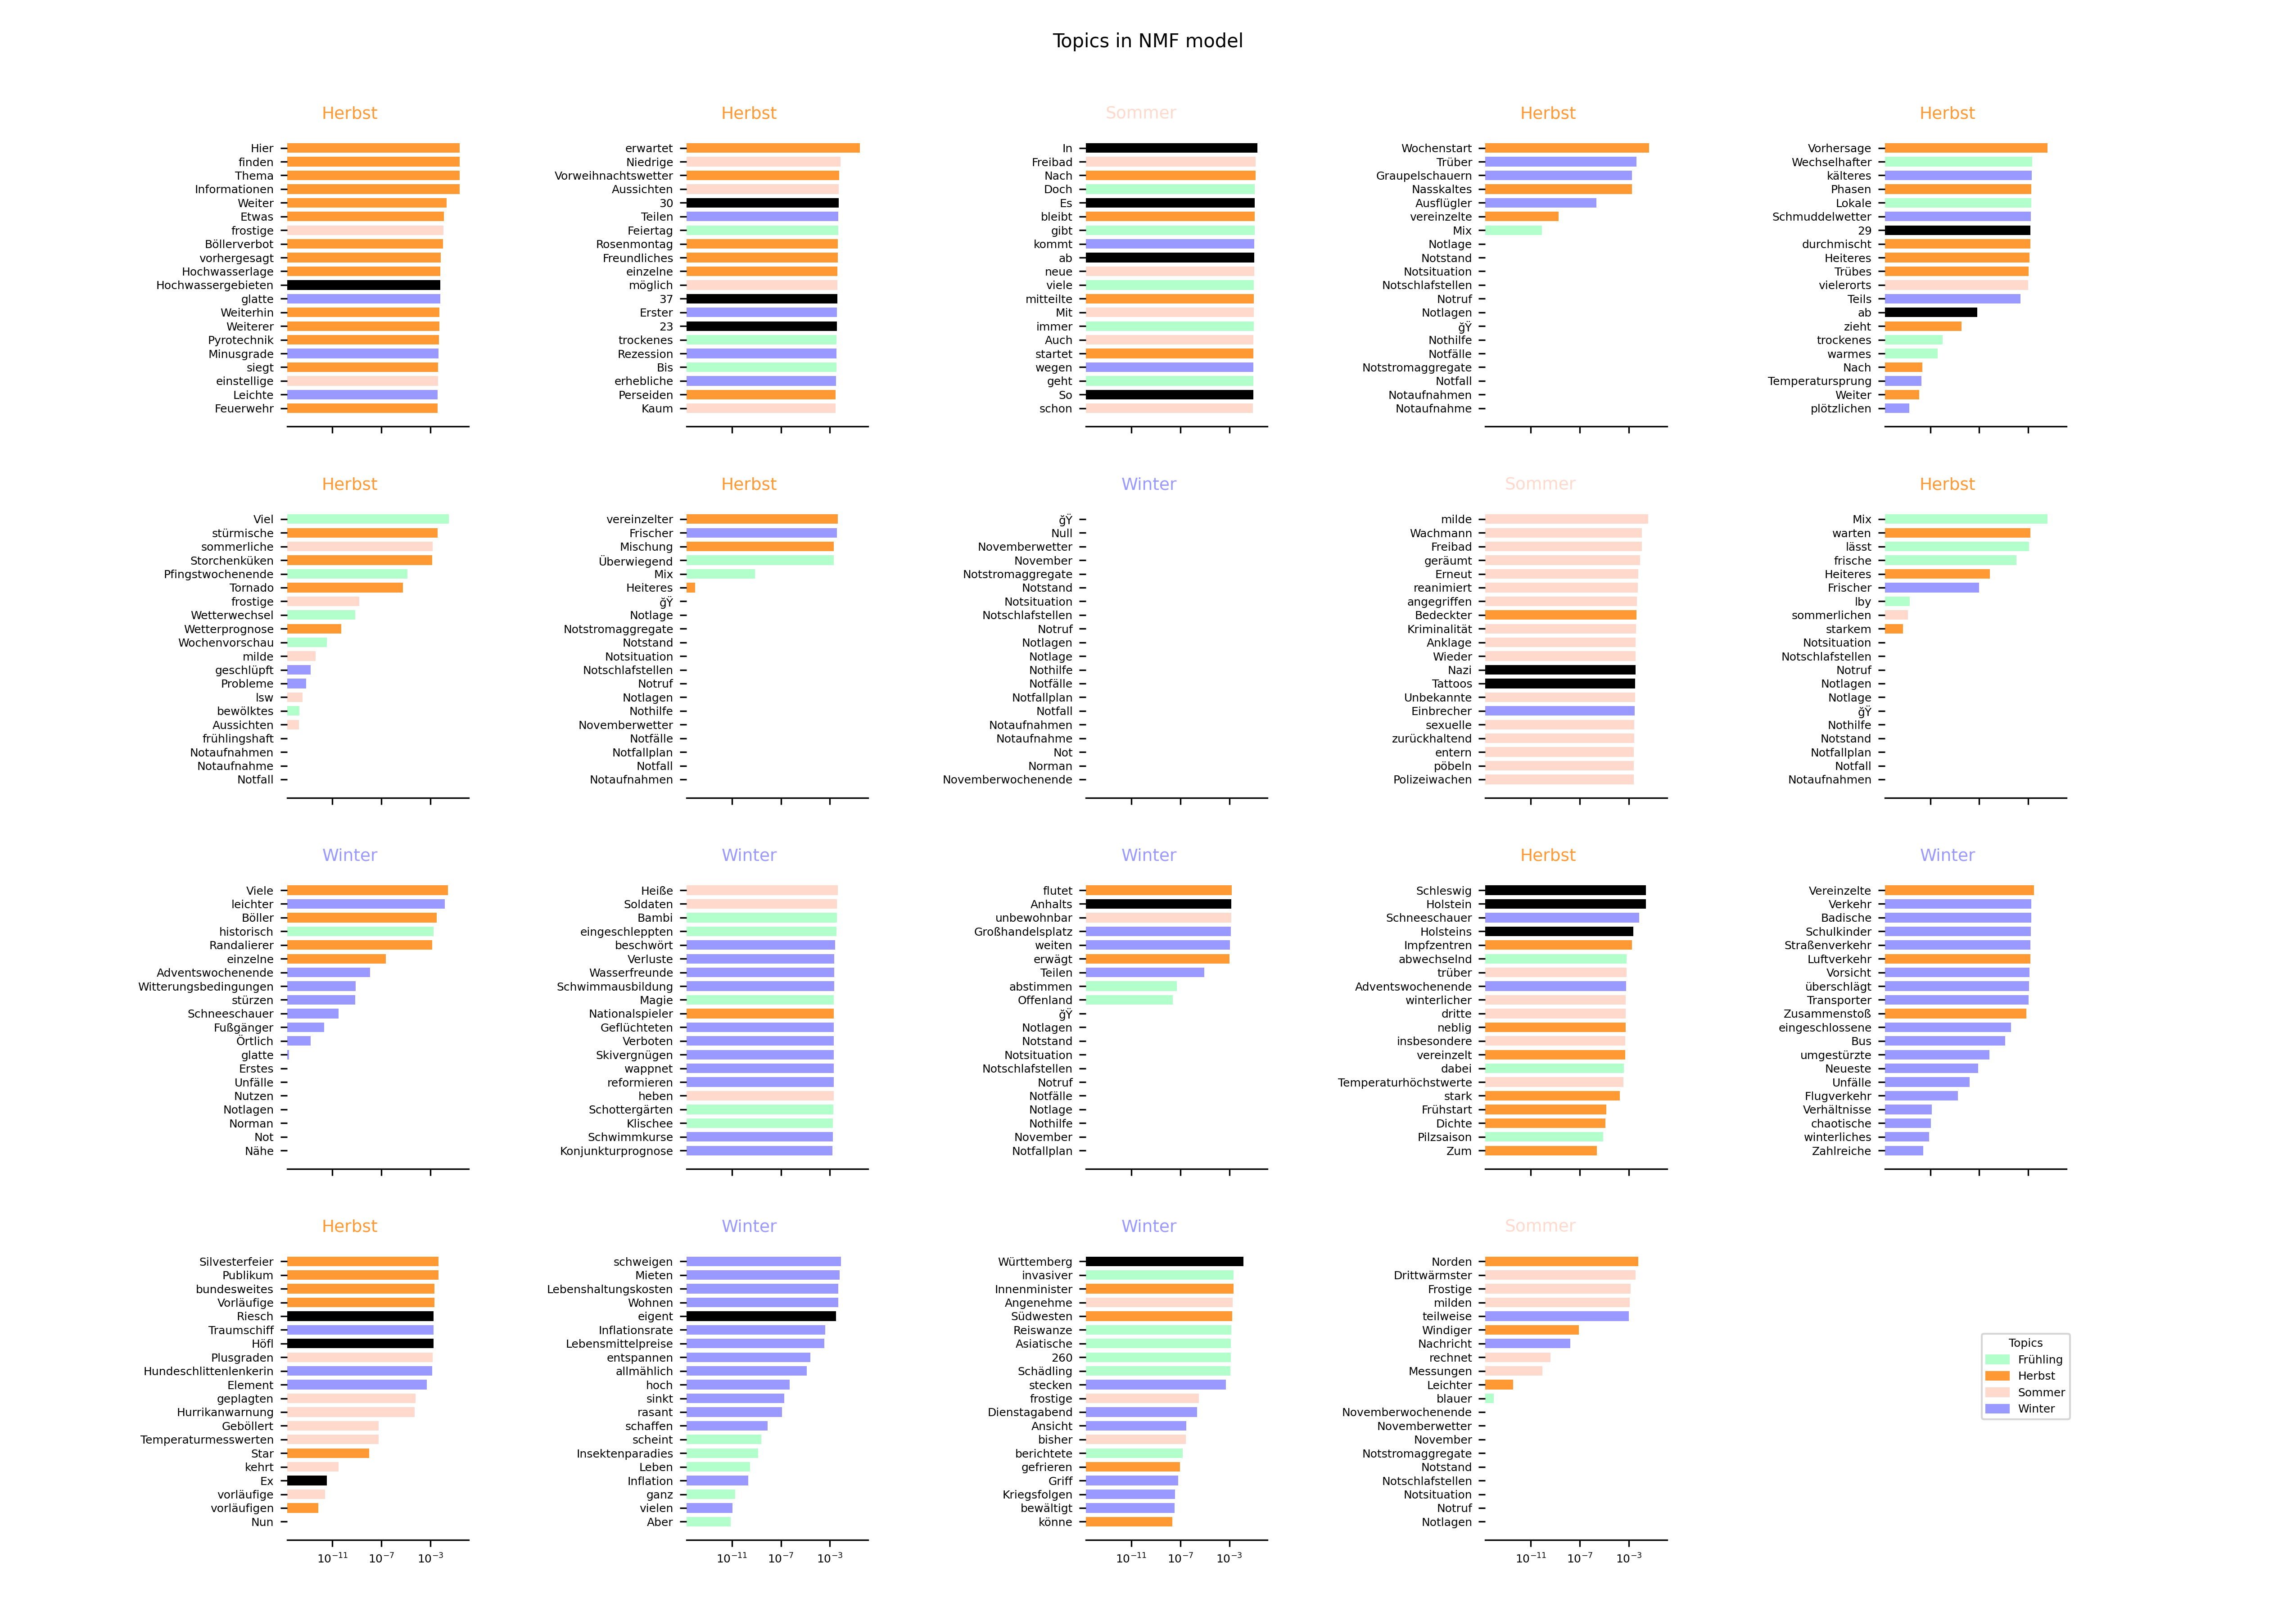 Topics in NMF model
Herbst
Hier
finden
Thema
Informationen
Weiter
Etwas
frostige
Böllerverbot
vorhergesagt
Hochwasserlage
Hochwassergebieten
glatte
Weiterhin
Weiterer
Pyrotechnik
Minusgrade
siegt
einstellige
Leichte
Feuerwehr
Herbst
erwartet
Niedrige
Vorweihnachtswetter
Aussichten
30
Teilen
Feiertag
Rosenmontag
Freundliches
einzelne
möglich
37
Erster
23
trockenes
Rezession
Bis
erhebliche
Perseiden
Kaum
Sommer
In
Freibad
Nach
Doch
Es
bleibt
gibt
kommt
ab
neue
viele
mitteilte
Mit
immer
Auch
startet
wegen
geht
So
schon
Herbst
Wochenstart
Trüber
Graupelschauern
Nasskaltes
Ausflügler
vereinzelte
Mix
Notlage
Notstand
Notsituation
Notschlafstellen
Notruf
Notlagen
ğŸ
Nothilfe
Notfälle
Notstromaggregate
Notfall
Notaufnahmen
Notaufnahme
Herbst
Vorhersage
Wechselhafter
kälteres
Phasen
Lokale
Schmuddelwetter
29
durchmischt
Heiteres
Trübes
vielerorts
Teils
ab
zieht
trockenes
warmes
Nach
Temperatursprung
Weiter
plötzlichen
Herbst
Viel
stürmische
sommerliche
Storchenküken
Pfingstwochenende
Tornado
frostige
Wetterwechsel
Wetterprognose
Wochenvorschau
milde
geschlüpft
Probleme
lsw
bewölktes
Aussichten
frühlingshaft
Notaufnahmen
Notaufnahme
Notfall
Herbst
vereinzelter
Frischer
Mischung
Überwiegend
Mix
Heiteres
ğŸ
Notlage
Notstromaggregate
Notstand
Notsituation
Notschlafstellen
Notruf
Notlagen
Nothilfe
Novemberwetter
Notfälle
Notfallplan
Notfall
Notaufnahmen
Winter
ğŸ
Null
Novemberwetter
November
Notstromaggregate
Notstand
Notsituation
Notschlafstellen
Notruf
Notlagen
Notlage
Nothilfe
Notfälle
Notfallplan
Notfall
Notaufnahmen
Notaufnahme
Not
Norman
Novemberwochenende
Sommer
milde
Wachmann
Freibad
geräumt
Erneut
reanimiert
angegriffen
Bedeckter
Kriminalität
Anklage
Wieder
Nazi
Tattoos
Unbekannte
Einbrecher
sexuelle
zurückhaltend
entern
pöbeln
Polizeiwachen
Herbst
Mix
warten
lässt
frische
Heiteres
Frischer
lby
sommerlichen
starkem
Notsituation
Notschlafstellen
Notruf
Notlagen
Notlage
ğŸ
Nothilfe
Notstand
Notfallplan
Notfall
Notaufnahmen
Winter
Viele
leichter
Böller
historisch
Randalierer
einzelne
Adventswochenende
Witterungsbedingungen
stürzen
Schneeschauer
Fußgänger
Örtlich
glatte
Erstes
Unfälle
Nutzen
Notlagen
Norman
Not
Nähe
Winter
Heiße
Soldaten
Bambi
eingeschleppten
beschwört
Verluste
Wasserfreunde
Schwimmausbildung
Magie
Nationalspieler
Geflüchteten
Verboten
Skivergnügen
wappnet
reformieren
heben
Schottergärten
Klischee
Schwimmkurse
Konjunkturprognose
Winter
flutet
Anhalts
unbewohnbar
Großhandelsplatz
weiten
erwägt
Teilen
abstimmen
Offenland
ğŸ
Notlagen
Notstand
Notsituation
Notschlafstellen
Notruf
Notfälle
Notlage
Nothilfe
November
Notfallplan
Herbst
Schleswig
Holstein
Schneeschauer
Holsteins
Impfzentren
abwechselnd
trüber
Adventswochenende
winterlicher
dritte
neblig
insbesondere
vereinzelt
dabei
Temperaturhöchstwerte
stark
Frühstart
Dichte
Pilzsaison
Zum
Winter
Vereinzelte
Verkehr
Badische
Schulkinder
Straßenverkehr
Luftverkehr
Vorsicht
überschlägt
Transporter
Zusammenstoß
eingeschlossene
Bus
umgestürzte
Neueste
Unfälle
Flugverkehr
Verhältnisse
chaotische
winterliches
Zahlreiche
Herbst
Silvesterfeier
Publikum
bundesweites
Vorläufige
Riesch
Traumschiff
Höfl
Plusgraden
Hundeschlittenlenkerin
Element
geplagten
Hurrikanwarnung
Geböllert
Temperaturmesswerten
Star
kehrt
Ex
vorläufige
vorläufigen
Nun
10⁻¹¹ 10⁻⁷ 10⁻³
Winter
schweigen
Mieten
Lebenshaltungskosten
Wohnen
eigent
Inflationsrate
Lebensmittelpreise
entspannen
allmählich
hoch
sinkt
rasant
schaffen
scheint
Insektenparadies
Leben
Inflation
ganz
vielen
Aber
10⁻¹¹ 10⁻⁷ 10⁻³
Winter
Württemberg
invasiver
Innenminister
Angenehme
Südwesten
Reiswanze
Asiatische
260
Schädling
stecken
frostige
Dienstagabend
Ansicht
bisher
berichtete
gefrieren
Griff
Kriegsfolgen
bewältigt
könne
10⁻¹¹ 10⁻⁷ 10⁻³
Sommer
Norden
Drittwärmster
Frostige
milden
teilweise
Windiger
Nachricht
rechnet
Messungen
Leichter
blauer
Novemberwochenende
Novemberwetter
November
Notstromaggregate
Notstand
Notschlafstellen
Notsituation
Notruf
Notlagen
10⁻¹¹ 10⁻⁷ 10⁻³
Topics
Frühling
Herbst
Sommer
Winter